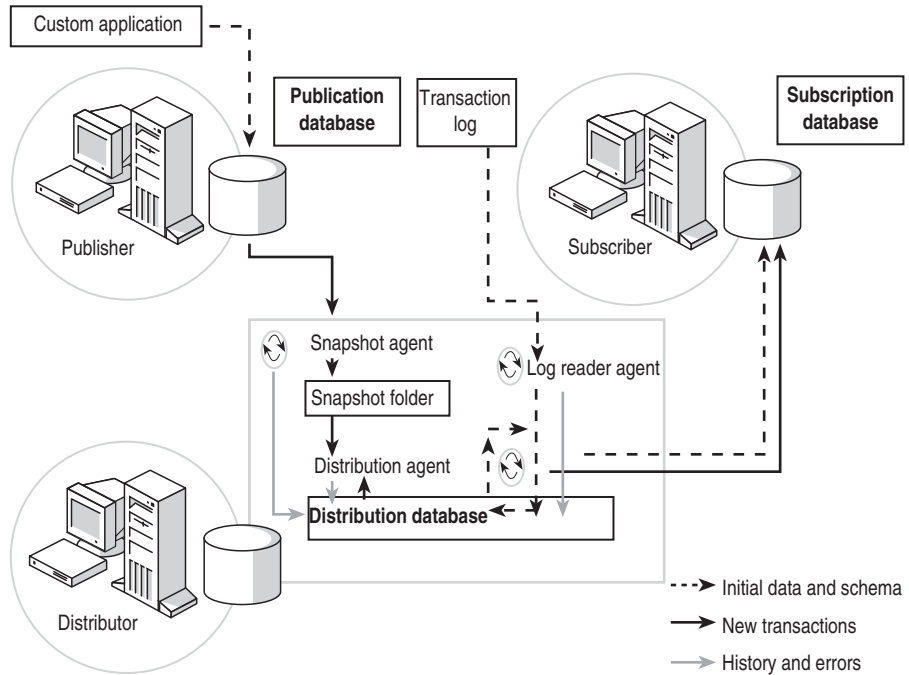 Custom application
Publication
database
Transaction
log
Subscription
database
Publisher
Subscriber
Snapshot agent
Log reader agent
Snapshot folder
Distribution agent
Distribution database
Distributor
Initial data and schema
New transactions
History and errors